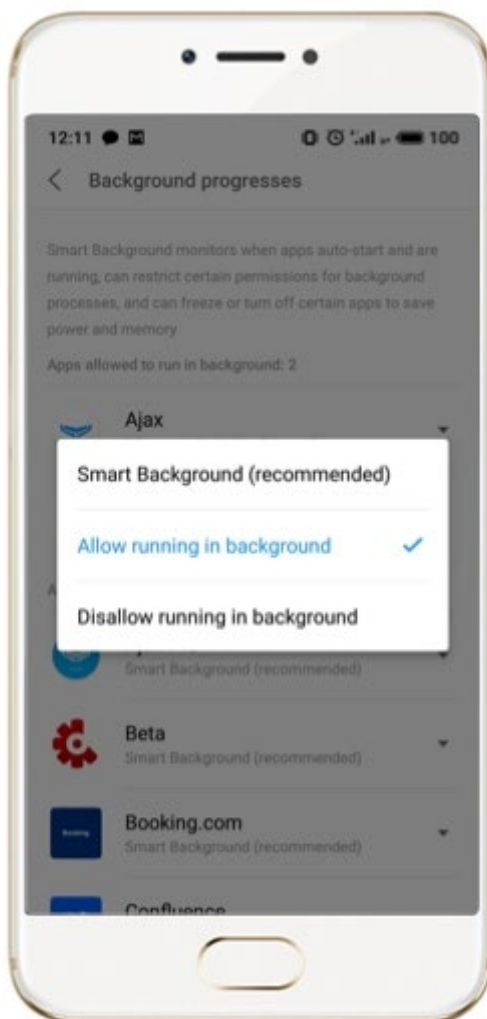 12:11
100
Background progresses
Smart Background monitors when apps auto-start and are
running, can restrict certain permissions for background
processes, and can freeze or turn off certain apps to save
power and memory
Apps allowed to run in background: 2
Ajax
Smart Background (recommended)
Allow running in background
Disallow running in background
Smart Background (recommended)
Beta
Smart Background (recommended)
Booking
Booking.com
Smart Background (recommended)
Confluence